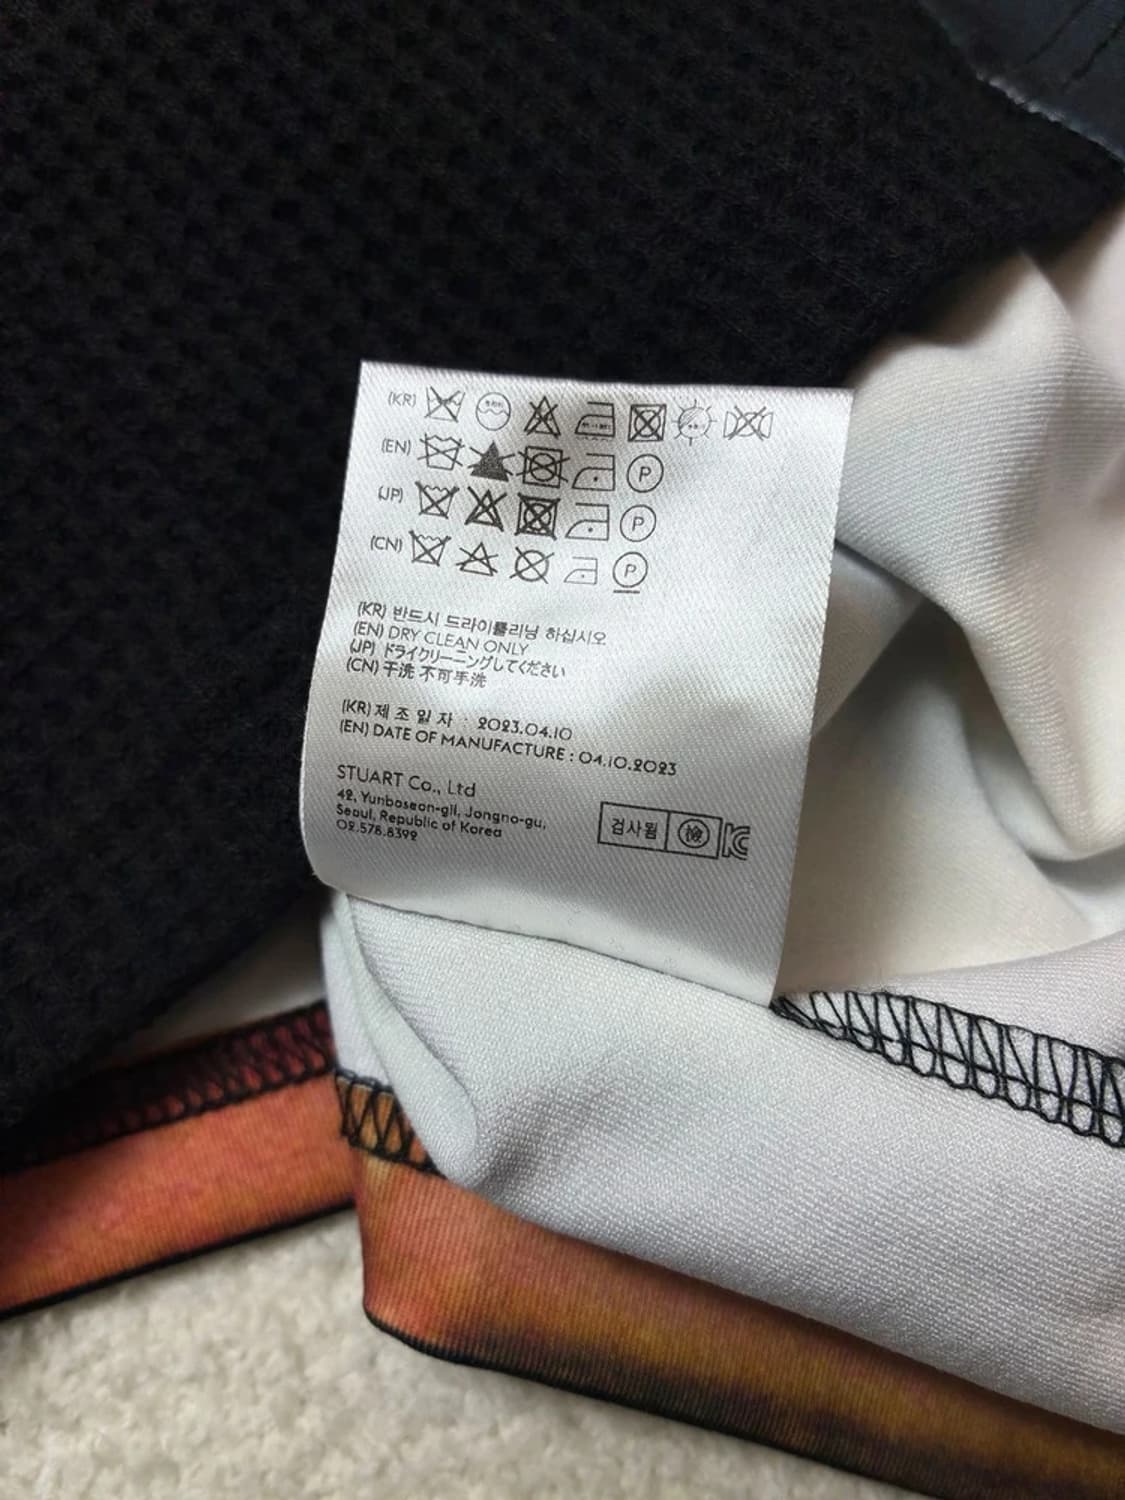 (KR)
(EN) P
(JP) P
(CN) P
(KR) 반드시 드라이클리닝 하십시오
(EN) DRY CLEAN ONLY
(JP) ドライクリーニングしてください
(CN) 干洗 不可手洗
(KR) 제 조 일 자 : 2023.04.10
(EN) DATE OF MANUFACTURE : 04.10.2023
STUART Co., Ltd
42, Yunboseon-gil, Jongno-gu,
Seoul, Republic of Korea
02.578.8392
검사필 檢 KC